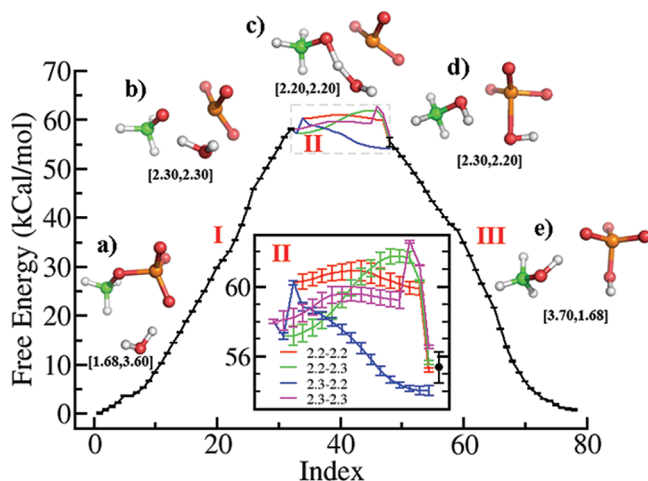 c)
[2.20,2.20]
b)
[2.30,2.30]
d)
[2.30,2.20]
a)
[1.68,3.60]
e)
[3.70,1.68]
I
II
III
Free Energy (kCal/mol)
70
60
50
40
30
20
10
0
II
60
56
2.2-2.2
2.2-2.3
2.3-2.2
2.3-2.3
0 20 40 60 80
Index